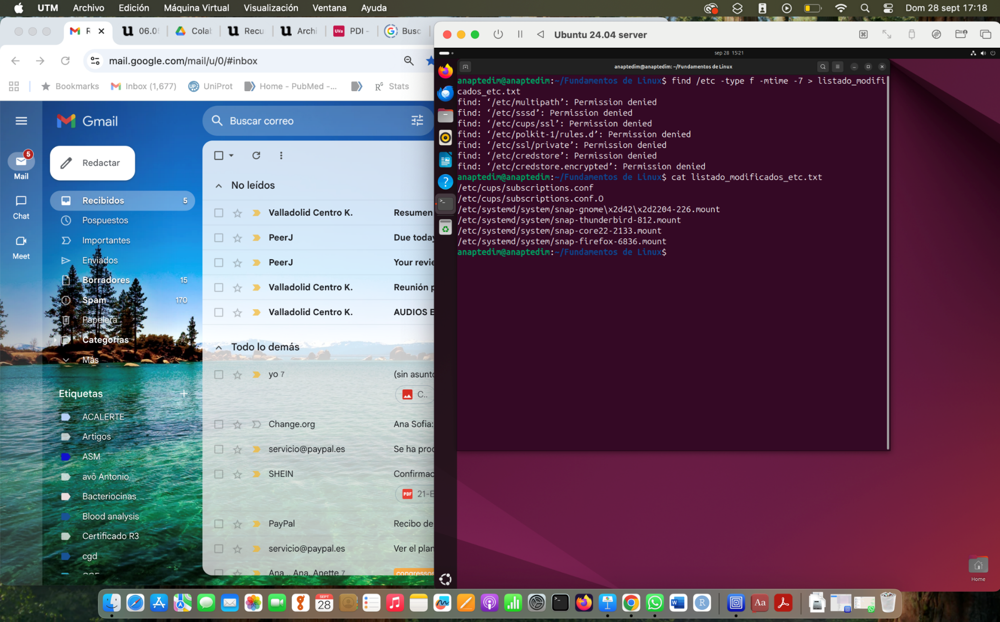 UTM Archivo Edición Máquina Virtual Visualización Ventana Ayuda
Dom 28 sept 17:18
R
06.0
Cola
Recu
Archi
UVa PDI -
Busc
mail.google.com/mail/u/0/#inbox
Bookmarks
Inbox (1,677)
UniProt
Home - PubMed -...
Stats
Gmail
Buscar correo
5
Mail
Chat
Meet
Redactar
Recibidos 5
Pospuestos
Importantes
Enviados
Borradores 15
Spam 170
Papelera
Categorías
Más
Etiquetas +
ACALERTE
Artigos
ASM
avô Antonio
Bacteriocinas
Blood analysis
Certificado R3
cgd
No leídos
Valladolid Centro K. Resumen
PeerJ Due today
PeerJ Your revie
Valladolid Centro K. Reunión p
Valladolid Centro K. AUDIOS E
Todo lo demás
yo 7 (sin asunto
C..
Change.org Ana Sofia:
servicio@paypal.es Se ha proc
SHEIN Confirmac
PDF 21-E
PayPal Recibo de
servicio@paypal.es Ver el plan
Ana .. Ana, Anette 7 congresos
Ubuntu 24.04 server
sep 28 15:21
anaptedim@anaptedim: ~/Fundamentos de Linux
anaptedim@anaptedim:~/Fundamentos de Linux$ find /etc -type f -mtime -7 > listado_modifi
cados_etc.txt
find: ‘/etc/multipath’: Permission denied
find: ‘/etc/sssd’: Permission denied
find: ‘/etc/cups/ssl’: Permission denied
find: ‘/etc/polkit-1/rules.d’: Permission denied
find: ‘/etc/ssl/private’: Permission denied
find: ‘/etc/credstore’: Permission denied
find: ‘/etc/credstore.encrypted’: Permission denied
anaptedim@anaptedim:~/Fundamentos de Linux$ cat listado_modificados_etc.txt
/etc/cups/subscriptions.conf
/etc/cups/subscriptions.conf.O
/etc/systemd/system/snap-gnome\x2d42\x2d2204-226.mount
/etc/systemd/system/snap-thunderbird-812.mount
/etc/systemd/system/snap-core22-2133.mount
/etc/systemd/system/snap-firefox-6836.mount
anaptedim@anaptedim:~/Fundamentos de Linux$
Home
SEPT
28
Aa